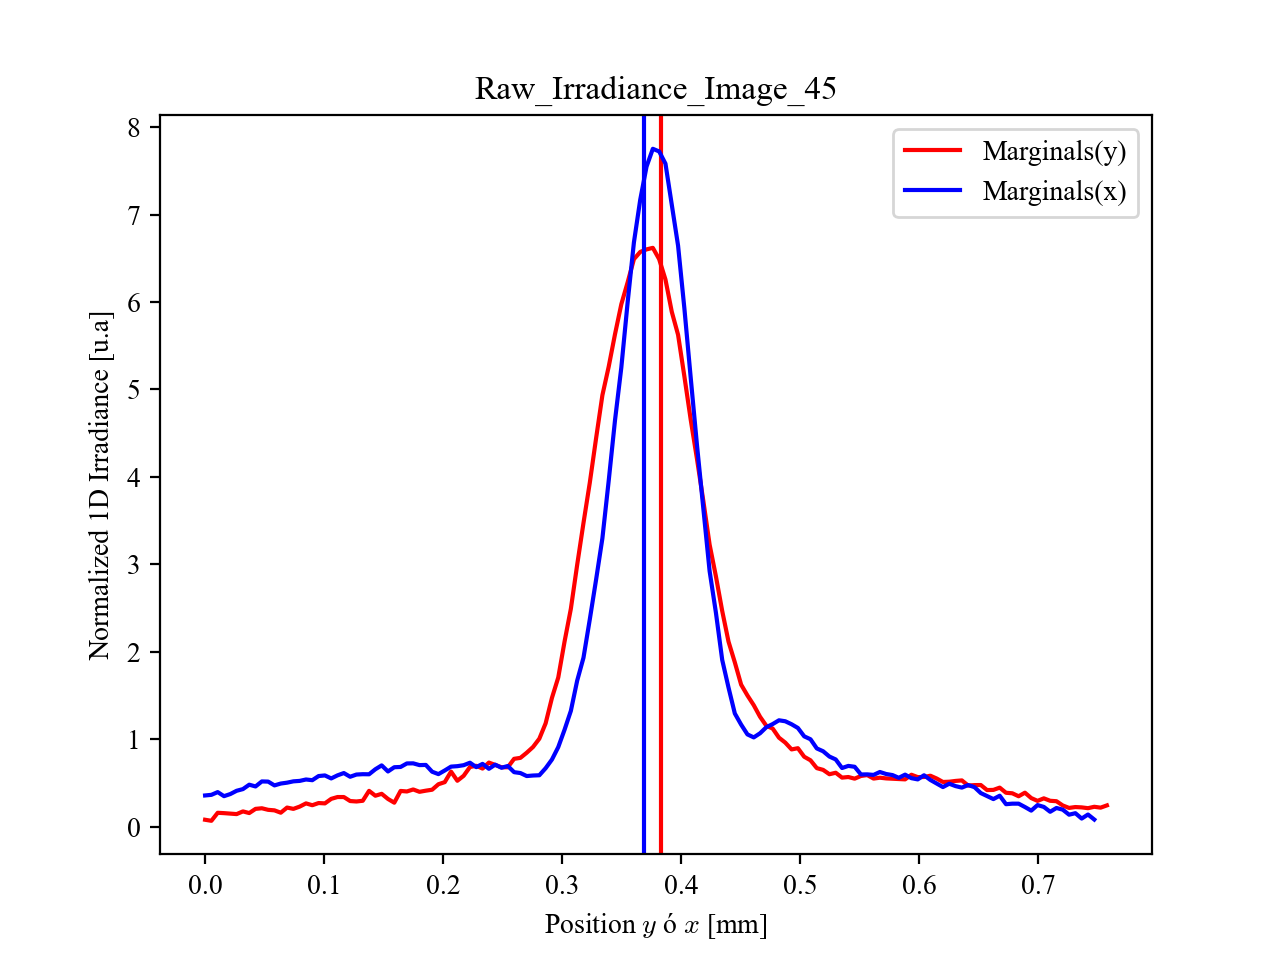 Raw_Irradiance_Image_45
Marginals(y)
Marginals(x)
Normalized 1D Irradiance [u.a]
8
7
6
5
4
3
2
1
0
0.0 0.1 0.2 0.3 0.4 0.5 0.6 0.7
Position y ó x [mm]